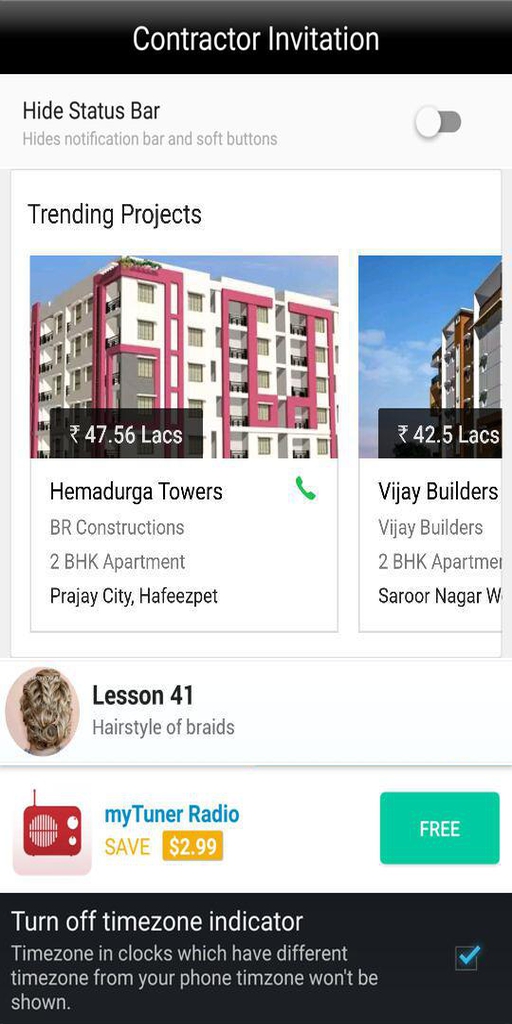 Contractor Invitation
Hide Status Bar
Hides notification bar and soft buttons
Trending Projects
₹ 47.56 Lacs
₹ 42.5 Lacs
Hemadurga Towers
BR Constructions
2 BHK Apartment
Prajay City, Hafeezpet
Vijay Builders
Vijay Builders
2 BHK Apartmen
Saroor Nagar W
Lesson 41
Hairstyle of braids
myTuner Radio
SAVE $2.99
FREE
Turn off timezone indicator
Timezone in clocks which have different
timezone from your phone timzone won't be
shown.